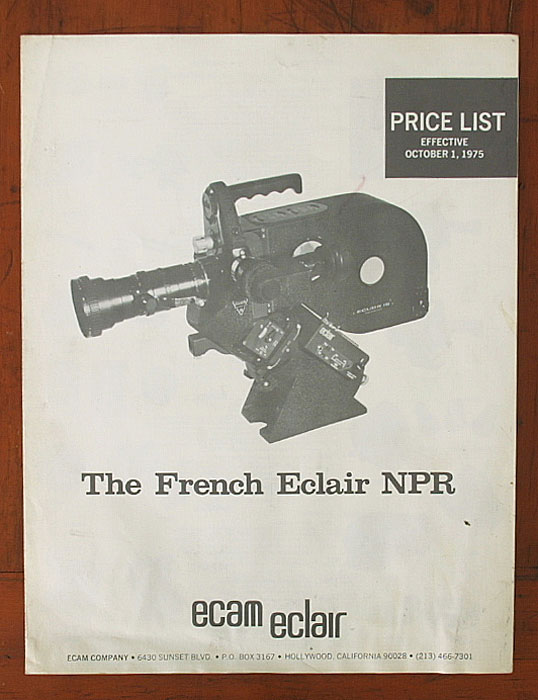 PRICE LIST
EFFECTIVE
OCTOBER 1, 1975
eclair
The French Eclair NPR
ecam eclair
ECAM COMPANY • 6430 SUNSET BLVD. • P.O. BOX 3167 • HOLLYWOOD, CALIFORNIA 90028 • (213) 466-7301